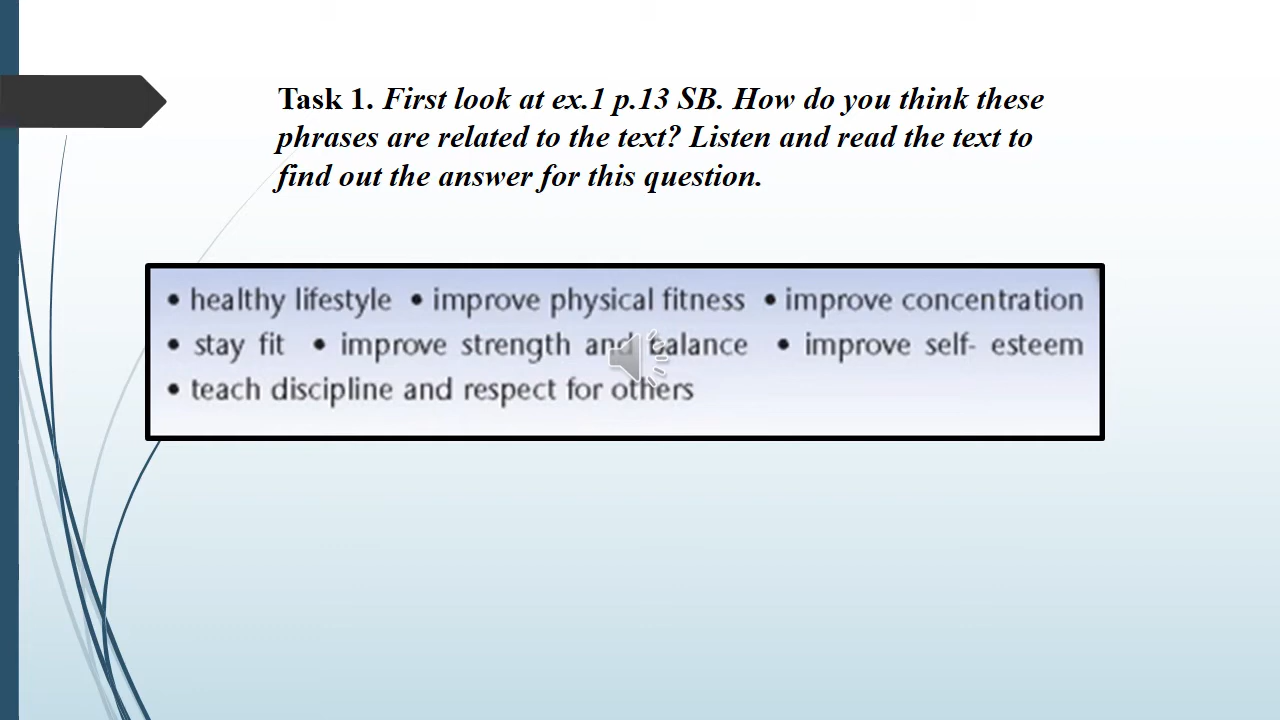 Task 1. First look at ex.1 p.13 SB. How do you think these
phrases are related to the text? Listen and read the text to
find out the answer for this question.
• healthy lifestyle • improve physical fitness • improve concentration
• stay fit • improve strength and balance • improve self- esteem
• teach discipline and respect for others